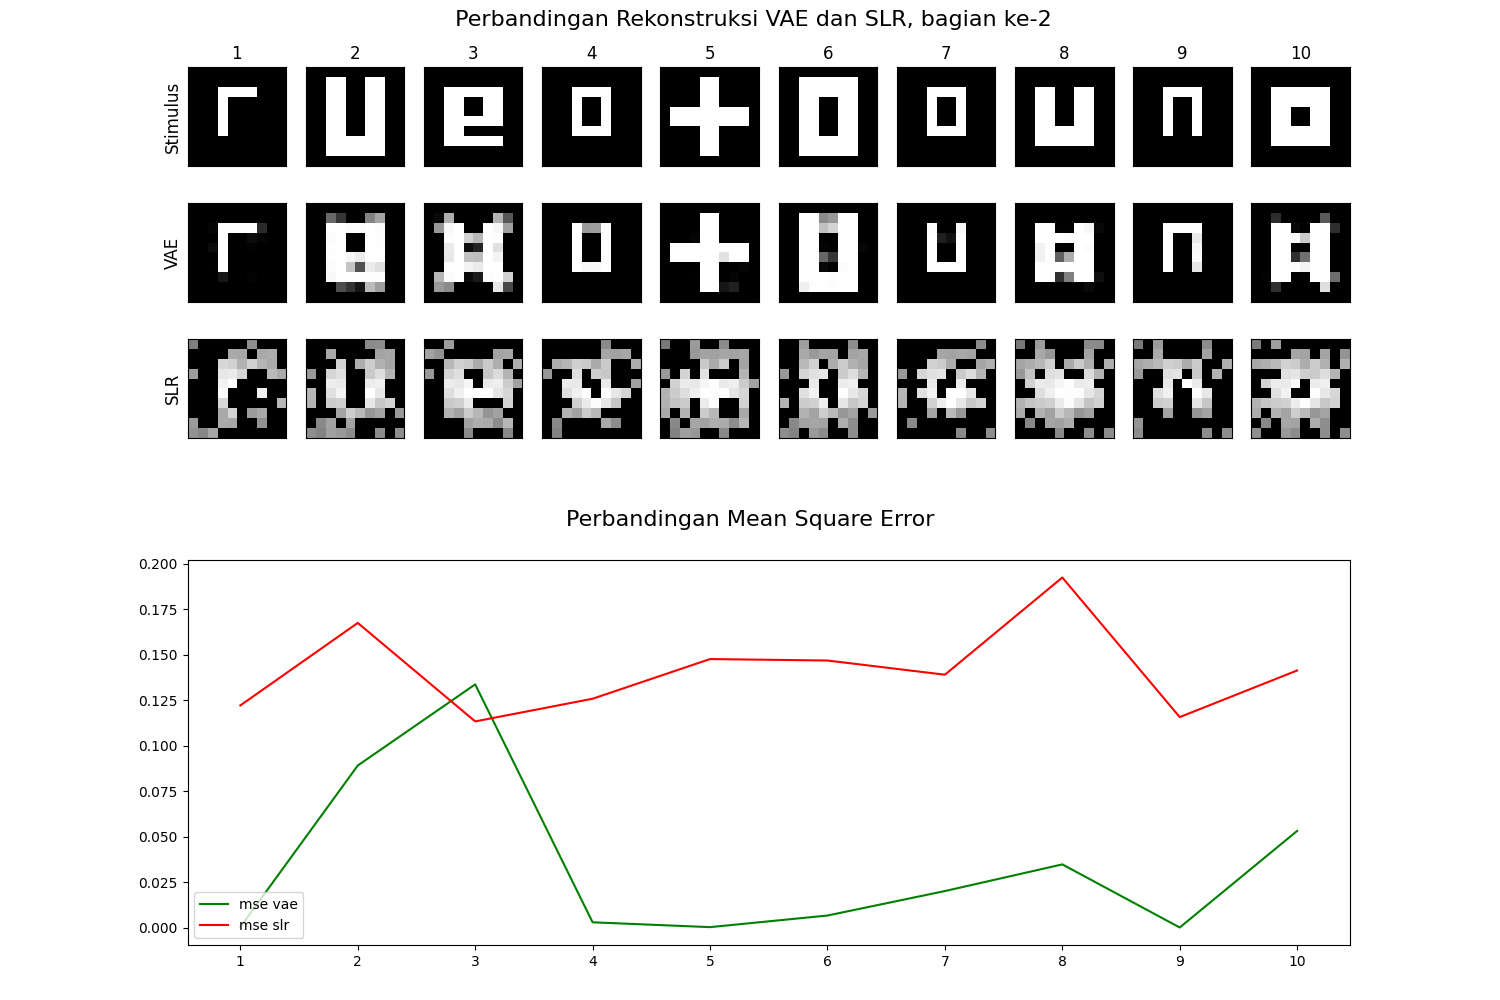 Perbandingan Rekonstruksi VAE dan SLR, bagian ke-2
1 2 3 4 5 6 7 8 9 10
Stimulus
VAE
SLR
Perbandingan Mean Square Error
0.200
0.175
0.150
0.125
0.100
0.075
0.050
0.025
0.000
mse vae
mse slr
1 2 3 4 5 6 7 8 9 10